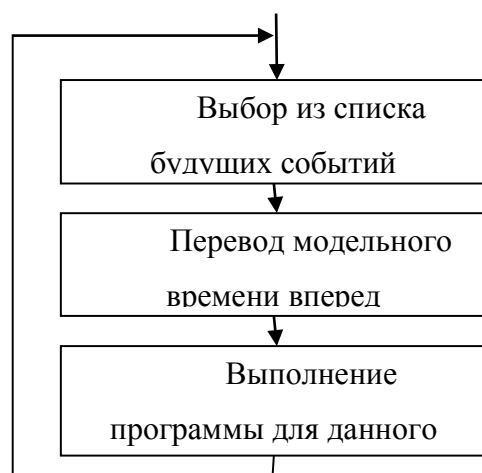 Выбор из списка
будущих событий
Перевод модельного
времени вперед
Выполнение
программы для данного